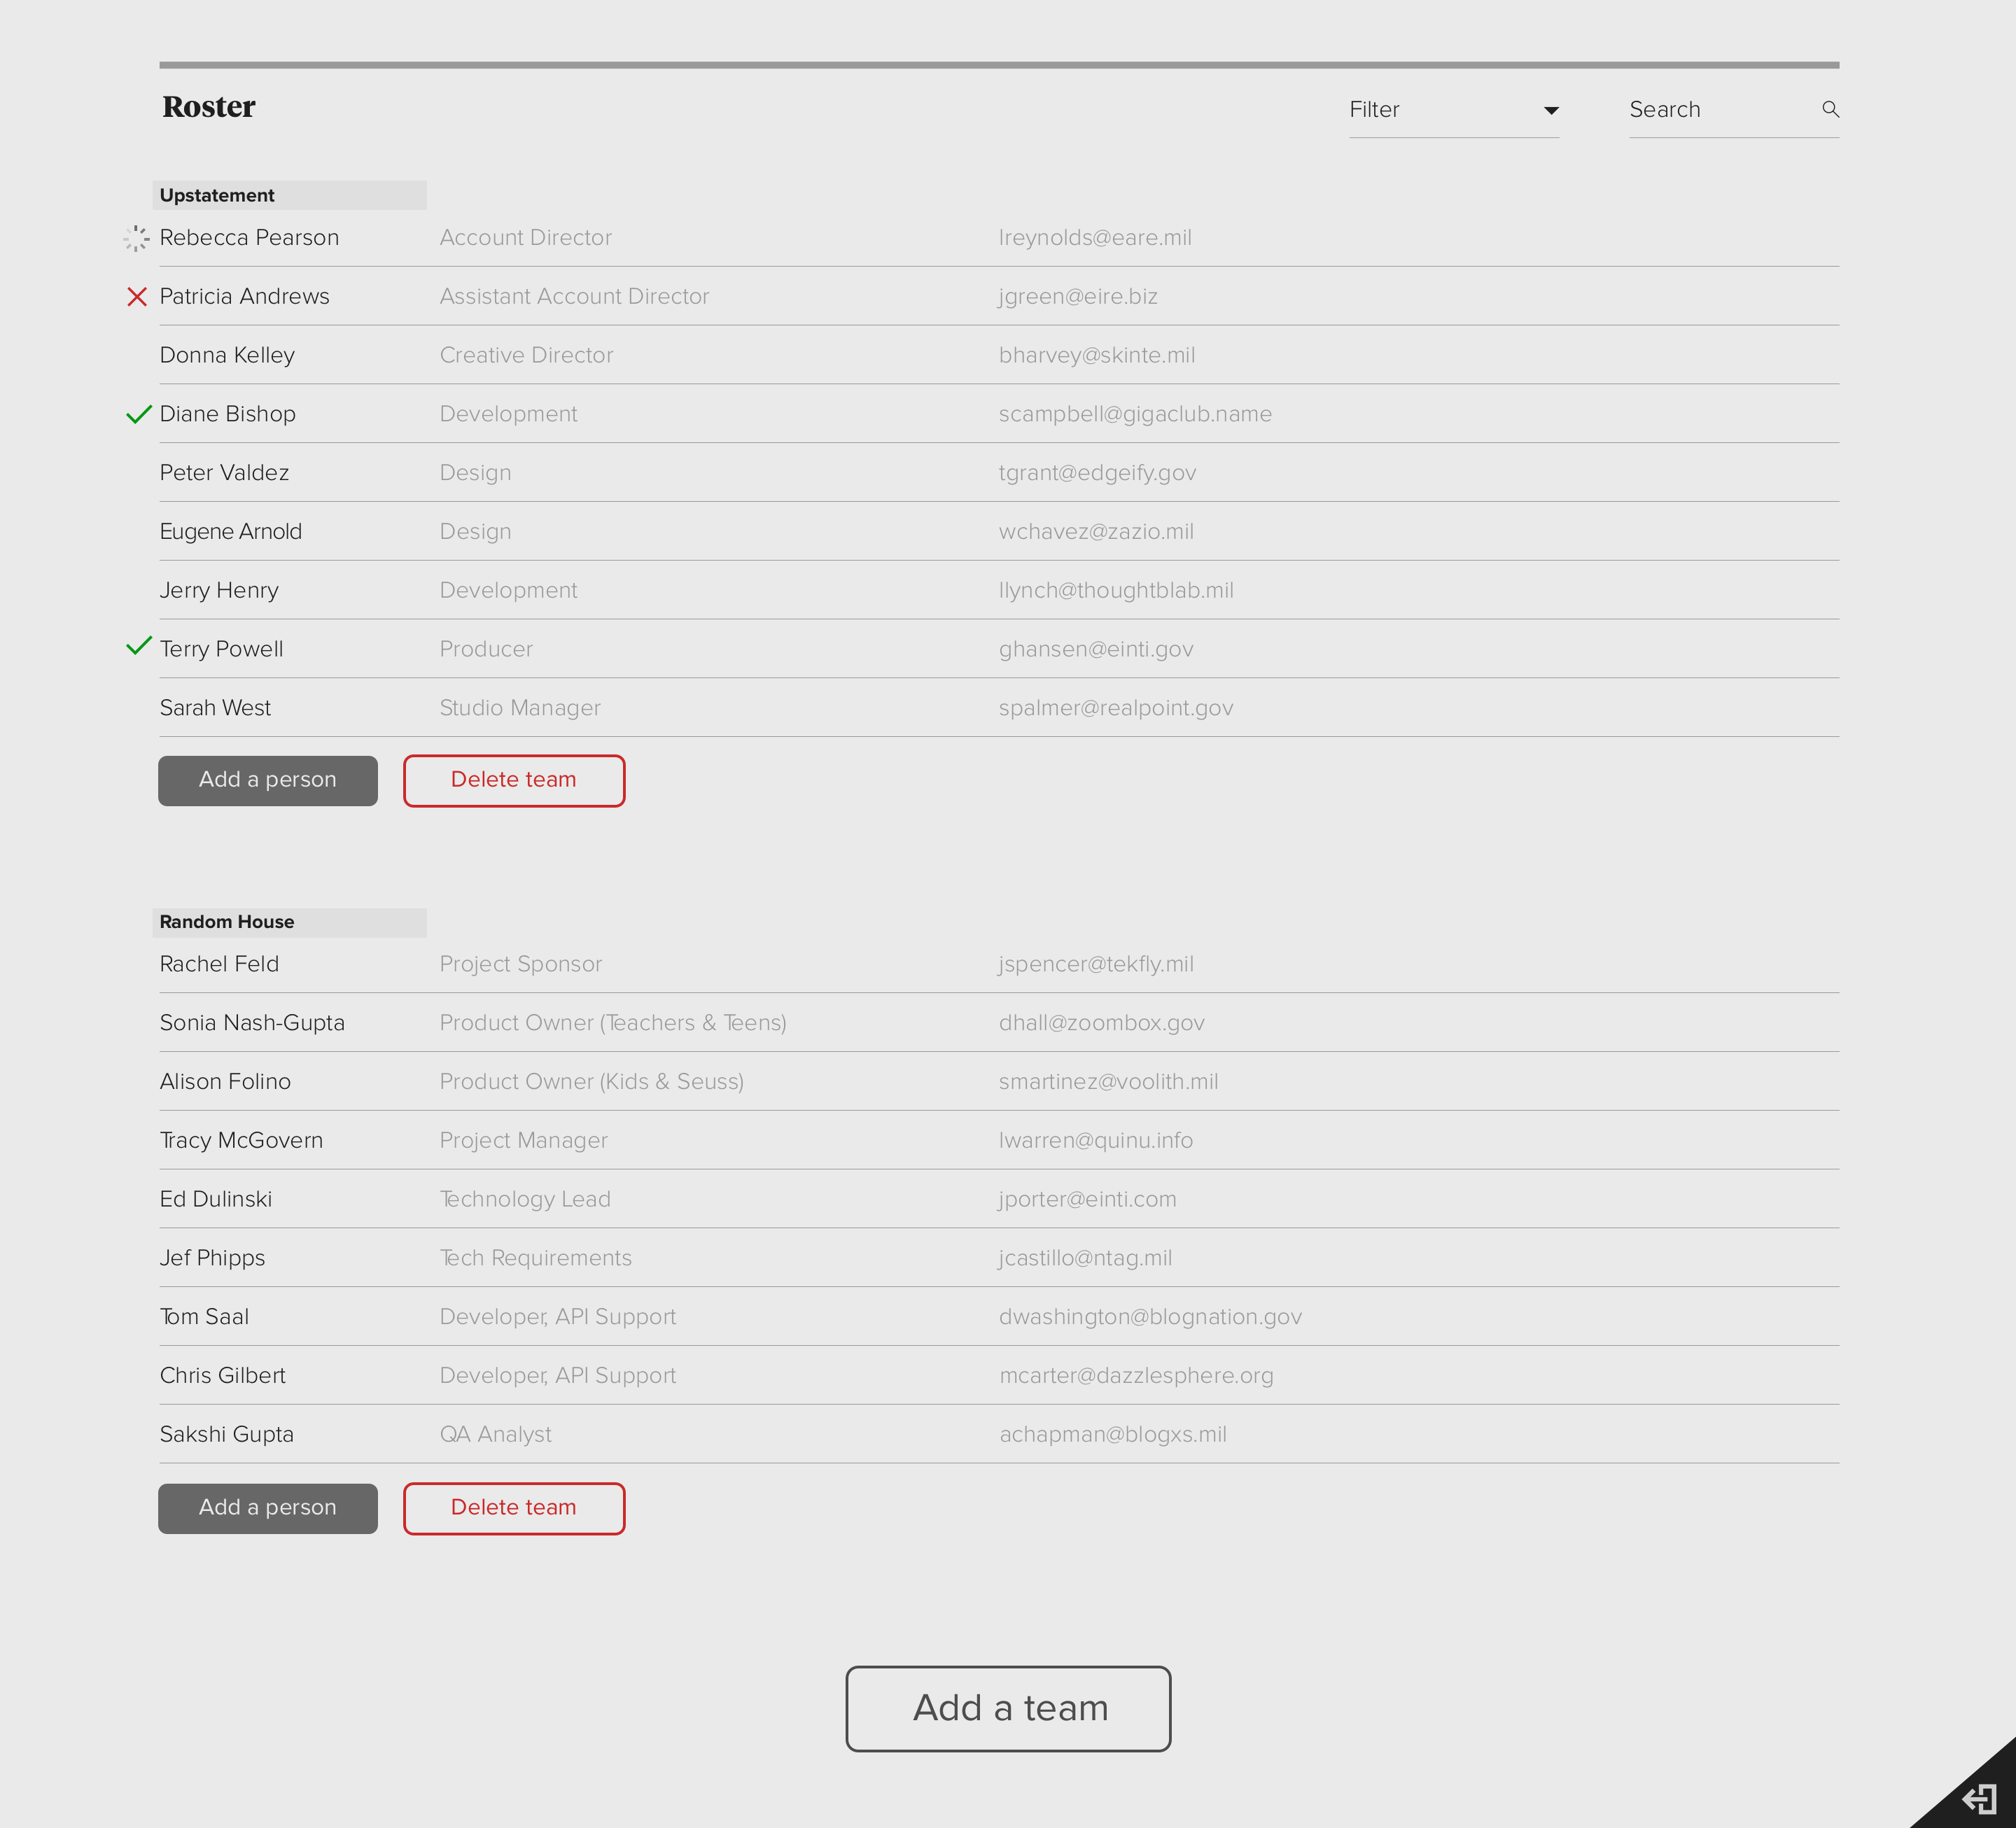 Roster Filter Search
Upstatement
Rebecca Pearson Account Director lreynolds@eare.mil
Patricia Andrews Assistant Account Director jgreen@eire.biz
Donna Kelley Creative Director bharvey@skinte.mil
Diane Bishop Development scampbell@gigaclub.name
Peter Valdez Design tgrant@edgeify.gov
Eugene Arnold Design wchavez@zazio.mil
Jerry Henry Development llynch@thoughtblab.mil
Terry Powell Producer ghansen@einti.gov
Sarah West Studio Manager spalmer@realpoint.gov
Add a person Delete team
Random House
Rachel Feld Project Sponsor jspencer@tekfly.mil
Sonia Nash-Gupta Product Owner (Teachers & Teens) dhall@zoombox.gov
Alison Folino Product Owner (Kids & Seuss) smartinez@voolith.mil
Tracy McGovern Project Manager lwarren@quinu.info
Ed Dulinski Technology Lead jporter@einti.com
Jef Phipps Tech Requirements jcastillo@ntag.mil
Tom Saal Developer, API Support dwashington@blognation.gov
Chris Gilbert Developer, API Support mcarter@dazzlesphere.org
Sakshi Gupta QA Analyst achapman@blogxs.mil
Add a person Delete team
Add a team